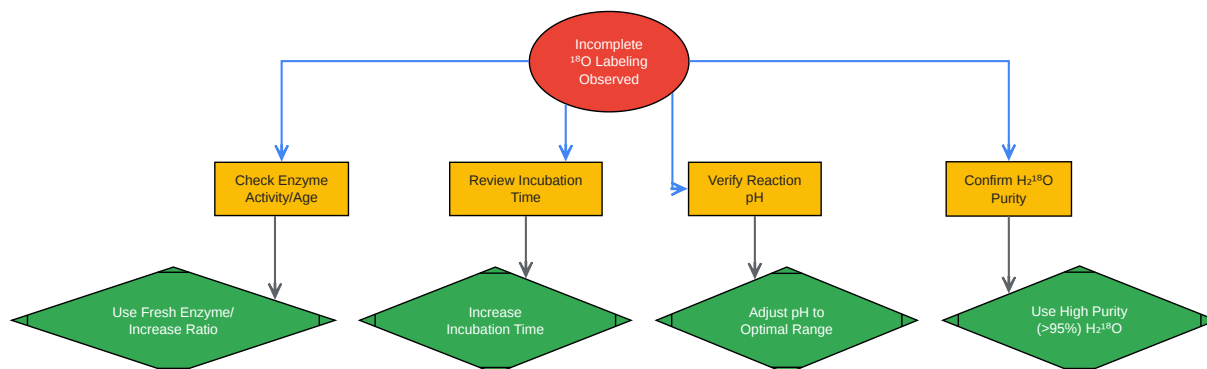 Incomplete
¹⁸O Labeling
Observed
Check Enzyme
Activity/Age
Review Incubation
Time
Verify Reaction
pH
Confirm H₂¹⁸O
Purity
Use Fresh Enzyme/
Increase Ratio
Increase
Incubation Time
Adjust pH to
Optimal Range
Use High Purity
(>95%) H₂¹⁸O